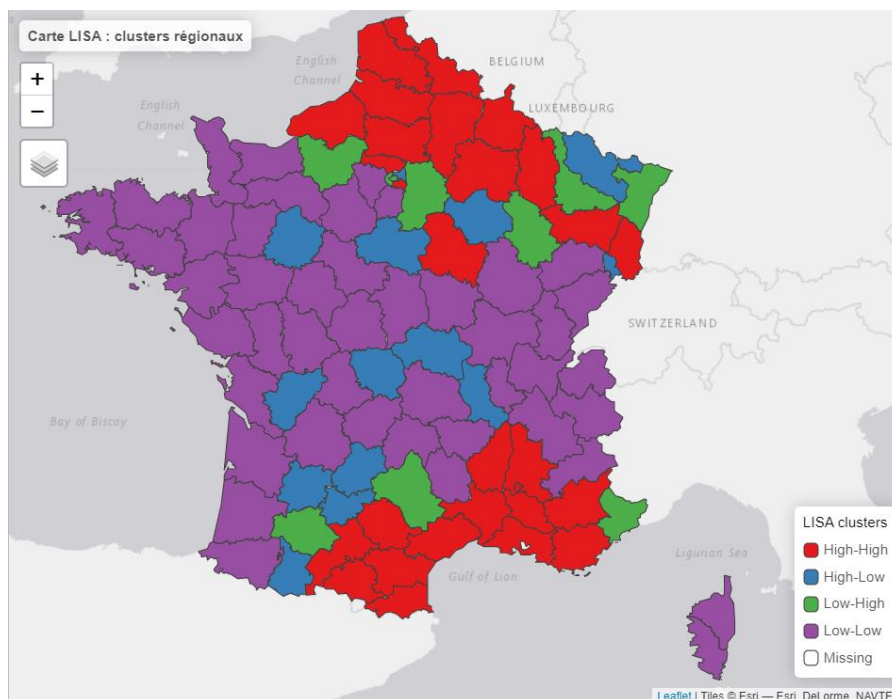 Carte LISA : clusters régionaux
+
−
English
Channel
BELGIUM
LUXEMBOURG
English
Channel
SWITZERLAND
Bay of Biscay
Ligurian Sea
Gulf of Lion
LISA clusters
High-High
High-Low
Low-High
Low-Low
Missing
Leaflet | Tiles © Esri — Esri, DeLorme, NAVTE